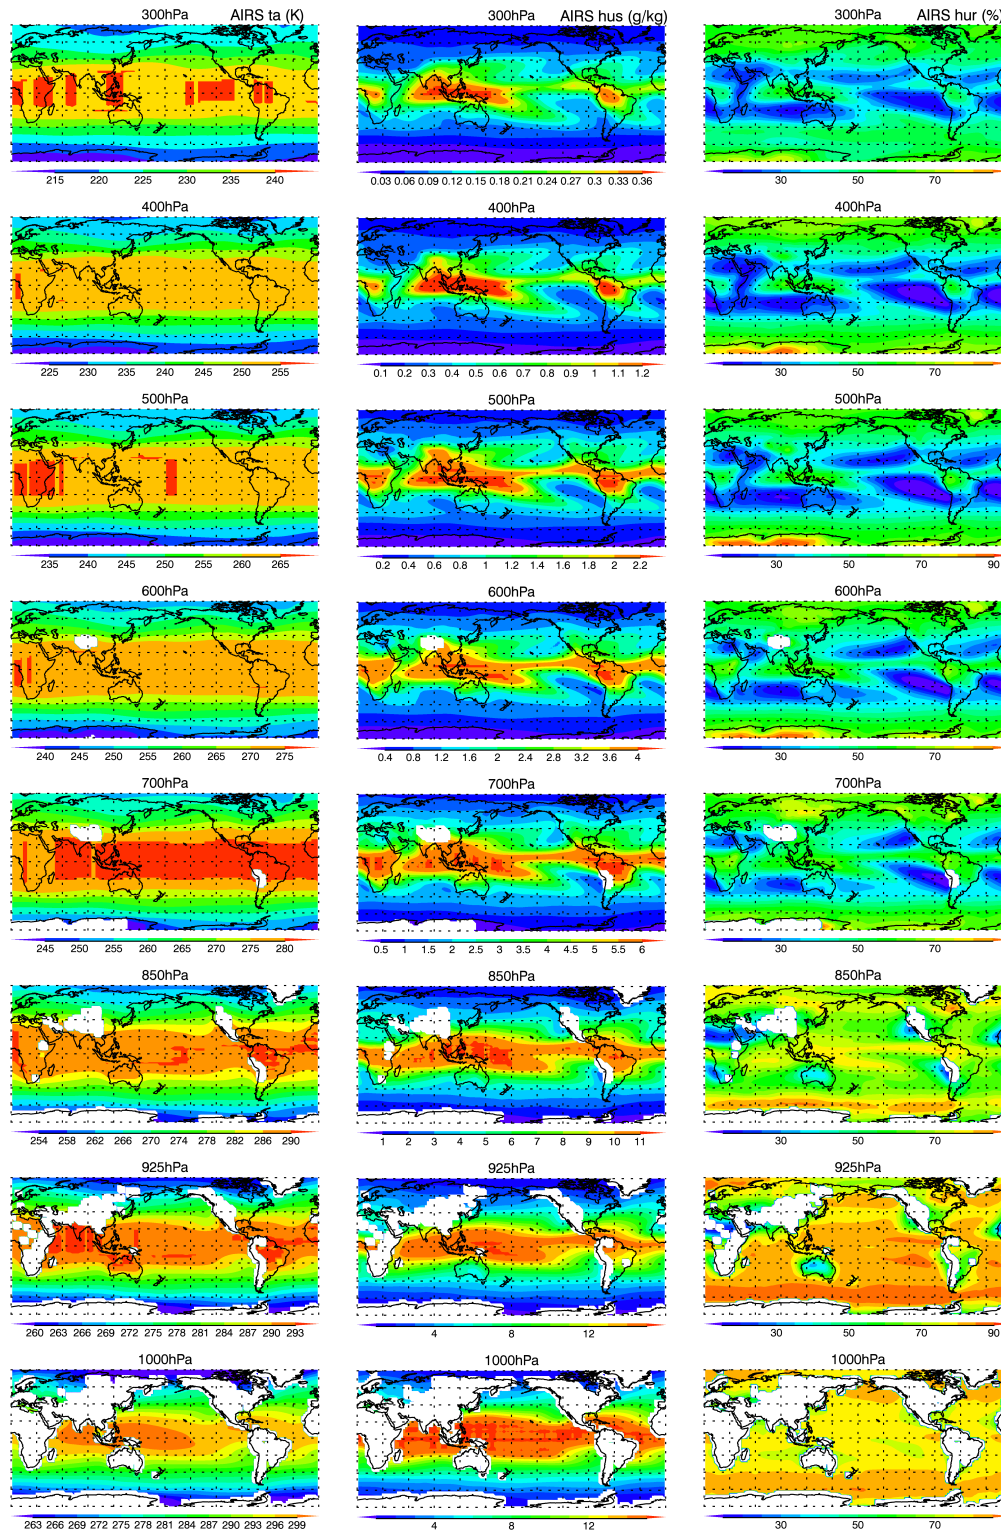 300hPa AIRS ta (K) 300hPa AIRS hus (g/kg) 300hPa AIRS hur (%)
215 220 225 230 235 240 0.03 0.06 0.09 0.12 0.15 0.18 0.21 0.24 0.27 0.3 0.33 0.36 30 50 70
400hPa 400hPa 400hPa
225 230 235 240 245 250 255 0.1 0.2 0.3 0.4 0.5 0.6 0.7 0.8 0.9 1 1.1 1.2 30 50 70
500hPa 500hPa 500hPa
235 240 245 250 255 260 265 0.2 0.4 0.6 0.8 1 1.2 1.4 1.6 1.8 2 2.2 30 50 70 90
600hPa 600hPa 600hPa
240 245 250 255 260 265 270 275 0.4 0.8 1.2 1.6 2 2.4 2.8 3.2 3.6 4 30 50 70
700hPa 700hPa 700hPa
245 250 255 260 265 270 275 280 0.5 1 1.5 2 2.5 3 3.5 4 4.5 5 5.5 6 30 50 70
850hPa 850hPa 850hPa
254 258 262 266 270 274 278 282 286 290 1 2 3 4 5 6 7 8 9 10 11 30 50 70
925hPa 925hPa 925hPa
260 263 266 269 272 275 278 281 284 287 290 293 4 8 12 30 50 70 90
1000hPa 1000hPa 1000hPa
263 266 269 272 275 278 281 284 287 290 293 296 299 4 8 12 30 50 70